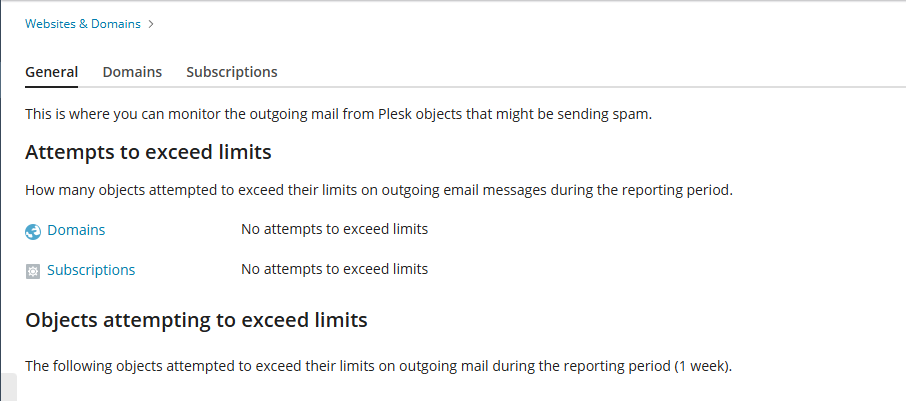 Websites & Domains >
General Domains Subscriptions
This is where you can monitor the outgoing mail from Plesk objects that might be sending spam.
Attempts to exceed limits
How many objects attempted to exceed their limits on outgoing email messages during the reporting period.
Domains No attempts to exceed limits
Subscriptions No attempts to exceed limits
Objects attempting to exceed limits
The following objects attempted to exceed their limits on outgoing mail during the reporting period (1 week).